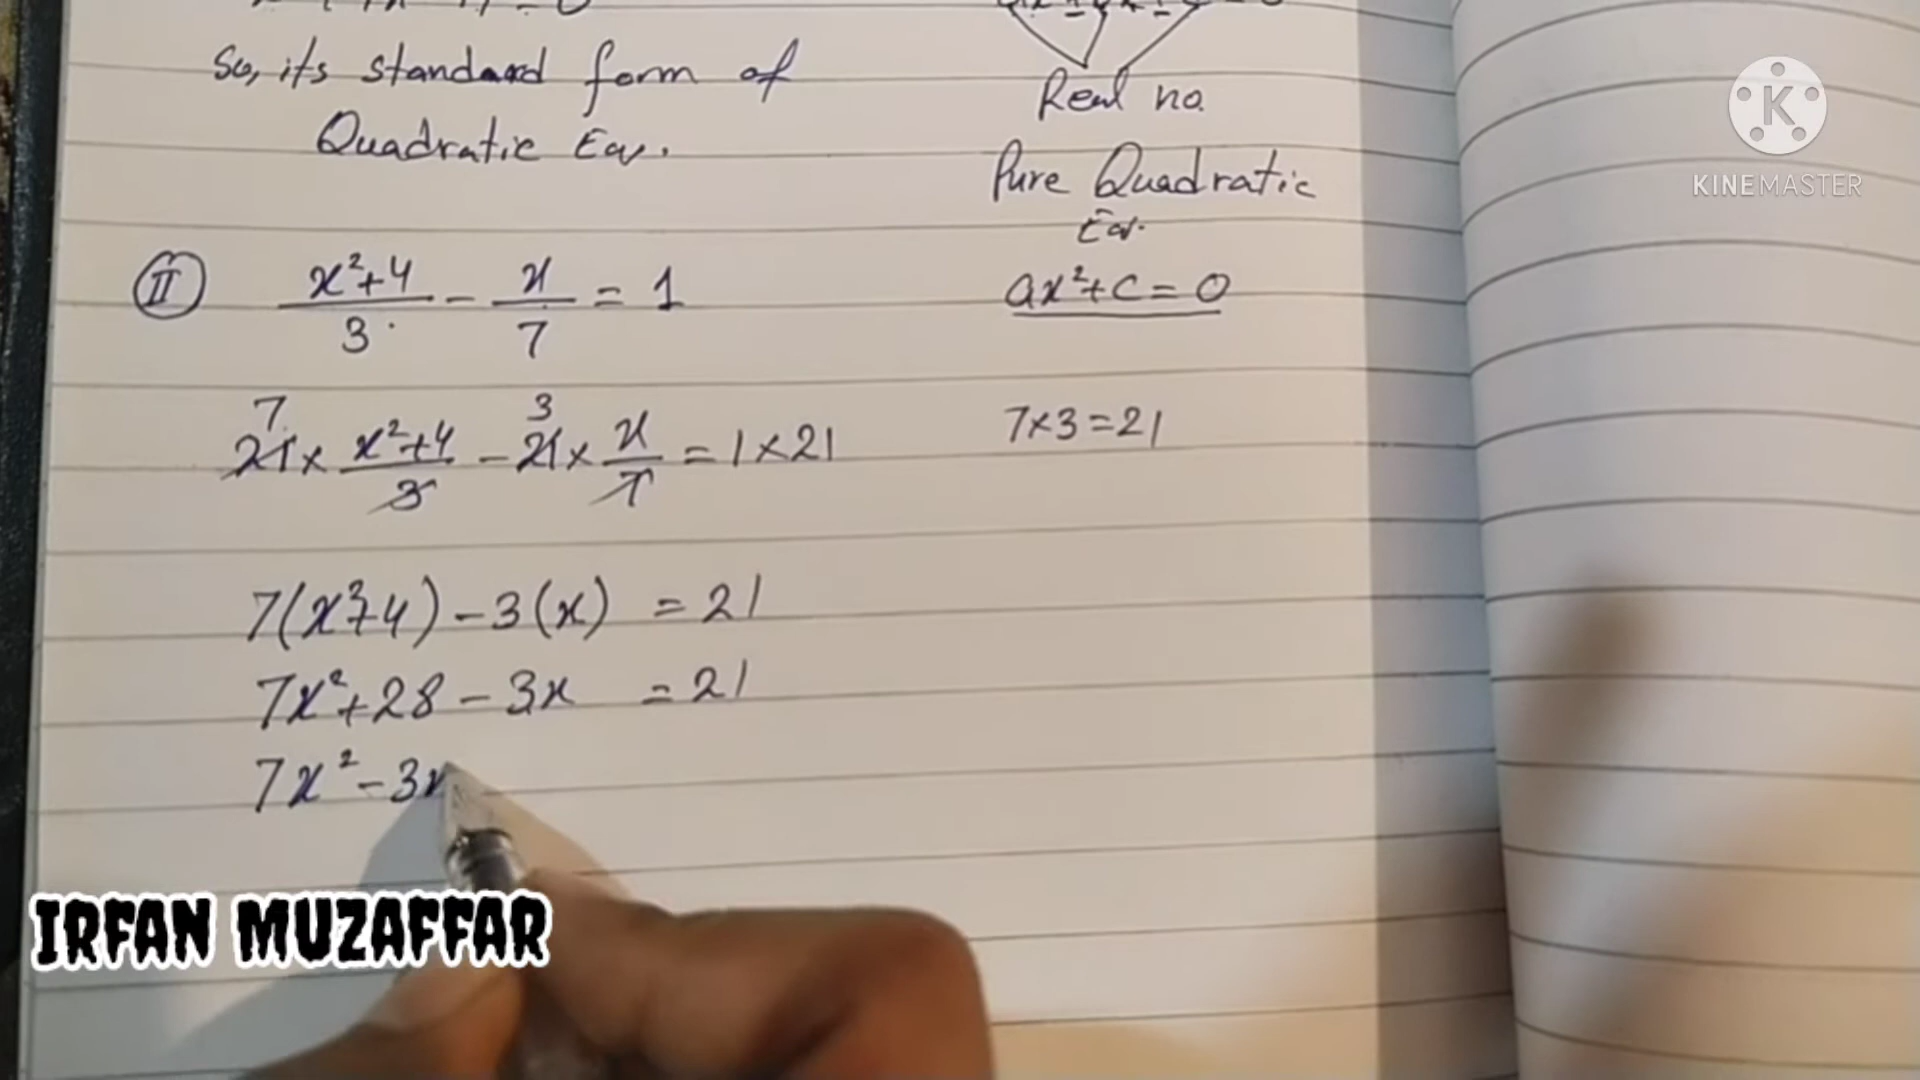 So, its standard form of
Quadratic Eq.
Real no.
Pure Quadratic
Eq.
ax²+c=0
II (x²+4)/3 - x/7 = 1
7 3
21 × (x²+4)/3 - 21 × x/7 = 1×21
7×3=21
7(x²+4) - 3(x) = 21
7x²+28 - 3x = 21
7x² - 3x
IRFAN MUZAFFAR
K
KINEMASTER